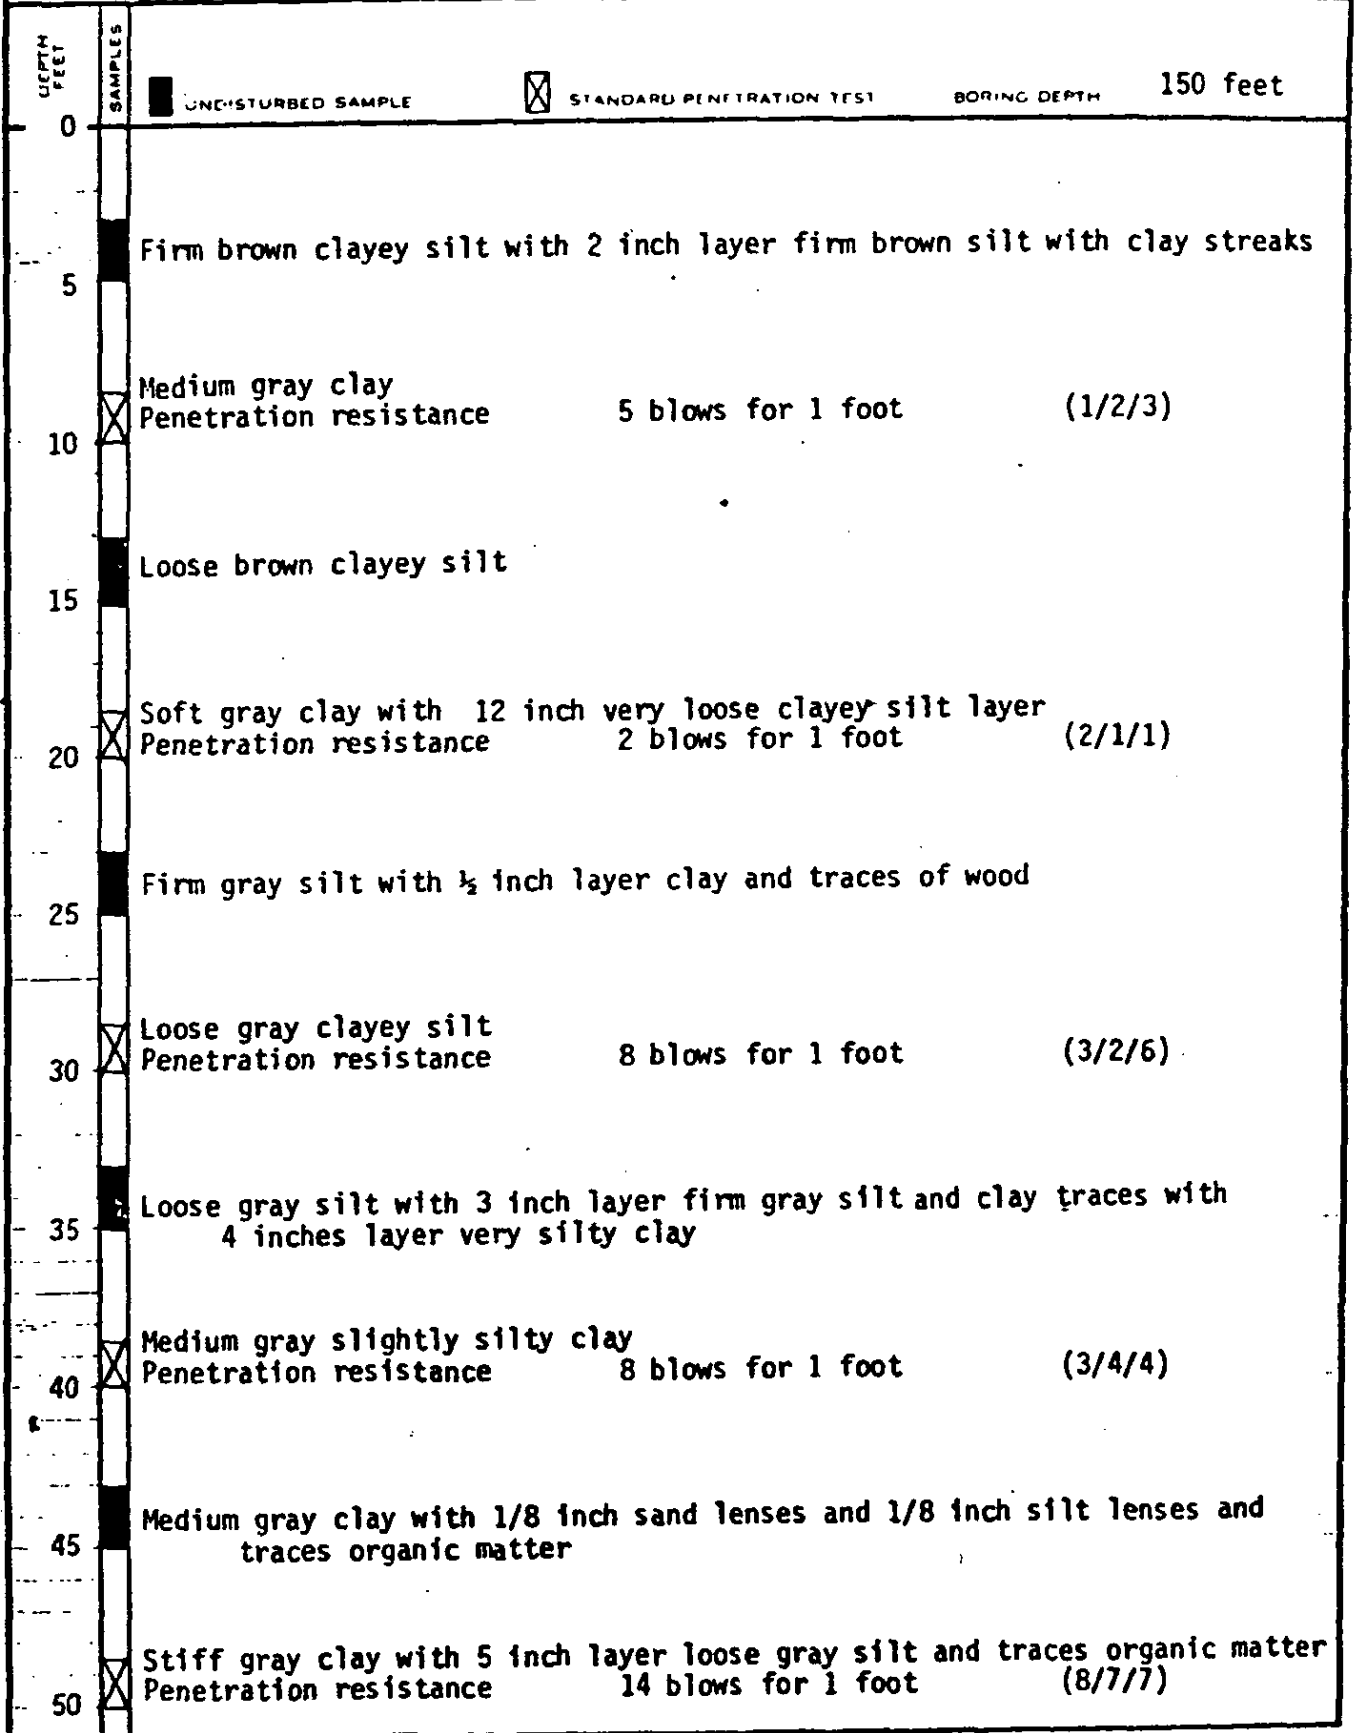 DEPTH
FEET
SAMPLES
UNDISTURBED SAMPLE STANDARD PENETRATION TEST BORING DEPTH 150 feet
0
Firm brown clayey silt with 2 inch layer firm brown silt with clay streaks
5
Medium gray clay
Penetration resistance 5 blows for 1 foot (1/2/3)
10
Loose brown clayey silt
15
Soft gray clay with 12 inch very loose clayey silt layer
Penetration resistance 2 blows for 1 foot (2/1/1)
20
Firm gray silt with ½ inch layer clay and traces of wood
25
Loose gray clayey silt
Penetration resistance 8 blows for 1 foot (3/2/6)
30
Loose gray silt with 3 inch layer firm gray silt and clay traces with
35 4 inches layer very silty clay
Medium gray slightly silty clay
Penetration resistance 8 blows for 1 foot (3/4/4)
40
Medium gray clay with 1/8 inch sand lenses and 1/8 inch silt lenses and
45 traces organic matter
Stiff gray clay with 5 inch layer loose gray silt and traces organic matter
Penetration resistance 14 blows for 1 foot (8/7/7)
50